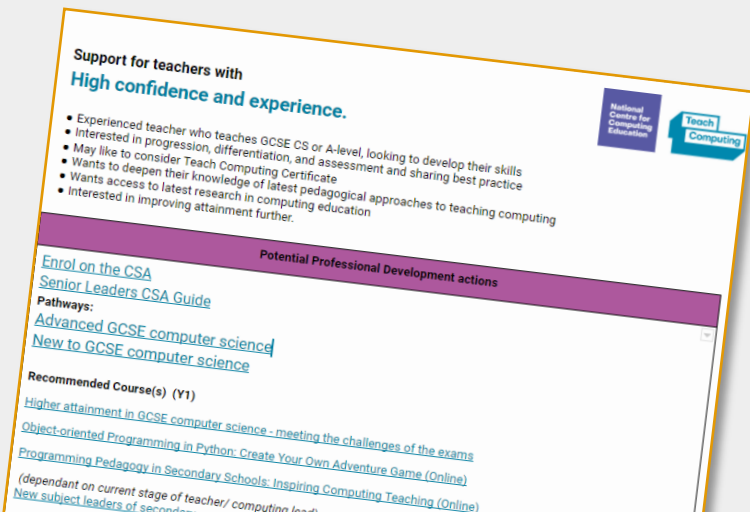 Support for teachers with
High confidence and experience.
National
Centre for
Computing
Education
Teach
Computing
● Experienced teacher who teaches GCSE CS or A-level, looking to develop their skills
● Interested in progression, differentiation, and assessment and sharing best practice
● May like to consider Teach Computing Certificate
● Wants to deepen their knowledge of latest pedagogical approaches to teaching computing
● Wants access to latest research in computing education
● Interested in improving attainment further.
Potential Professional Development actions
Enrol on the CSA
Senior Leaders CSA Guide
Pathways:
Advanced GCSE computer science
New to GCSE computer science
Recommended Course(s) (Y1)
Higher attainment in GCSE computer science - meeting the challenges of the exams
Object-oriented Programming in Python: Create Your Own Adventure Game (Online)
Programming Pedagogy in Secondary Schools: Inspiring Computing Teaching (Online)
(dependant on current stage of teacher/ computing lead)
New subject leaders of